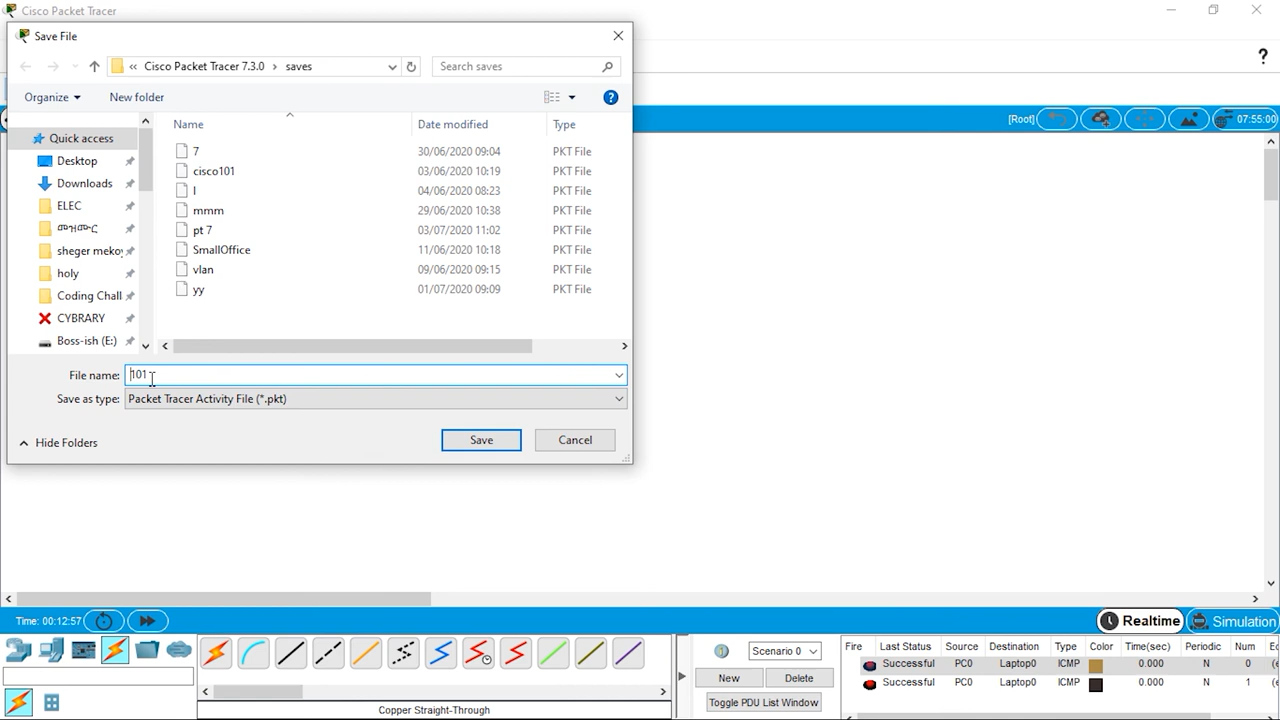 Cisco Packet Tracer
Save File
« Cisco Packet Tracer 7.3.0 > saves
Search saves
Organize
New folder
Name
Date modified
Type
Quick access
Desktop
Downloads
ELEC
መዝሙር
sheger meko
holy
Coding Chall
CYBRARY
Boss-ish (E:)
7 30/06/2020 09:04 PKT File
cisco101 03/06/2020 10:19 PKT File
l 04/06/2020 08:23 PKT File
mmm 29/06/2020 10:38 PKT File
pt 7 03/07/2020 11:02 PKT File
SmallOffice 11/06/2020 10:18 PKT File
vlan 09/06/2020 09:15 PKT File
yy 01/07/2020 09:09 PKT File
File name: 101
Save as type: Packet Tracer Activity File (*.pkt)
Hide Folders
Save
Cancel
[Root]
07:55:00
Time: 00:12:57
Realtime
Simulation
Scenario 0
New
Delete
Toggle PDU List Window
Fire Last Status Source Destination Type Color Time(sec) Periodic Num
Successful PC0 Laptop0 ICMP 0.000 N 0
Successful PC0 Laptop0 ICMP 0.000 N 1
Copper Straight-Through